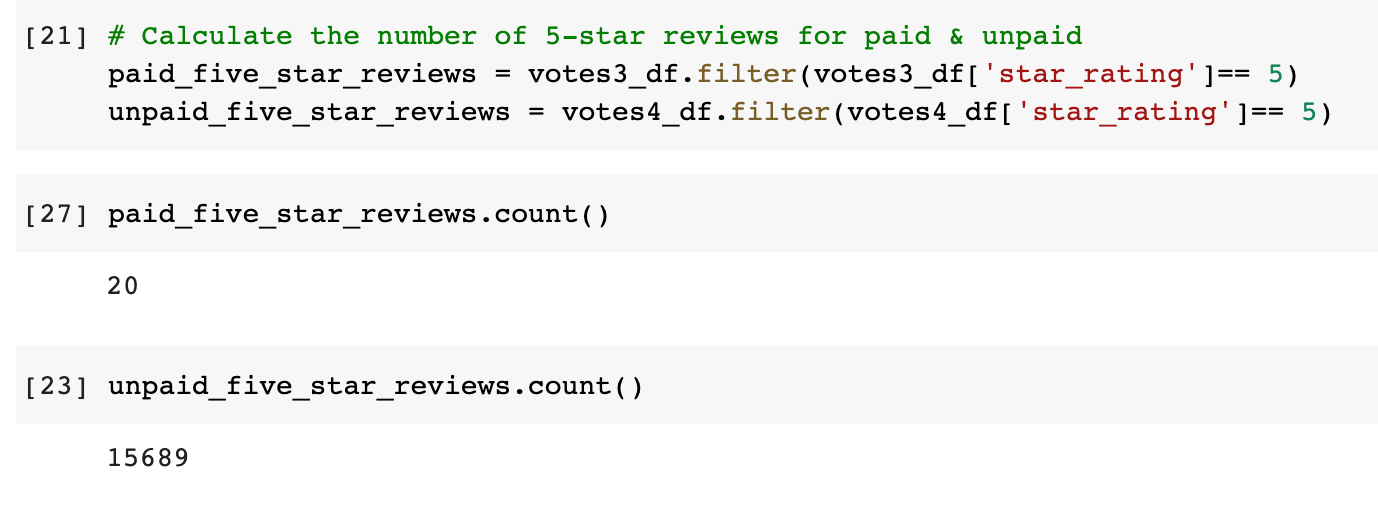 [21] # Calculate the number of 5-star reviews for paid & unpaid
paid_five_star_reviews = votes3_df.filter(votes3_df['star_rating']== 5)
unpaid_five_star_reviews = votes4_df.filter(votes4_df['star_rating']== 5)
[27] paid_five_star_reviews.count()
20
[23] unpaid_five_star_reviews.count()
15689